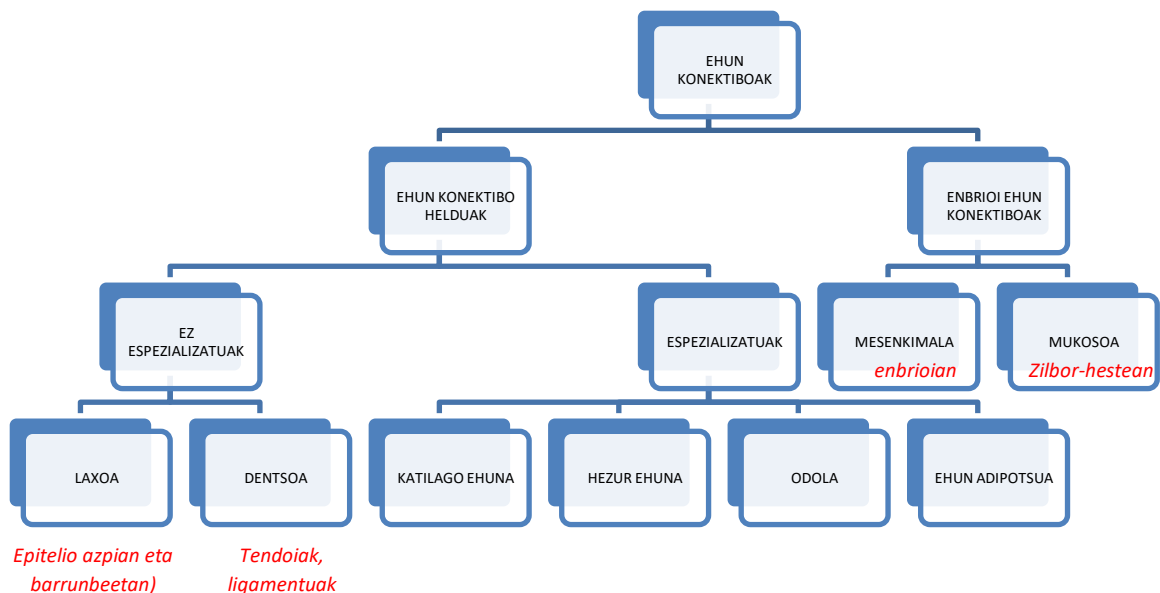 EHUN
KONEKTIBOAK
EHUN KONEKTIBO
HELDUAK
ENBRIOI EHUN
KONEKTIBOAK
EZ
ESPEZIALIZATUAK
ESPEZIALIZATUAK
MESENKIMALA
enbrioian
MUKOSOA
Zilbor-hestean
LAXOA
DENTSOA
KATILAGO EHUNA
HEZUR EHUNA
ODOLA
EHUN ADIPOTSUA
Epitelio azpian eta
barrunbeetan)
Tendoiak,
ligamentuak